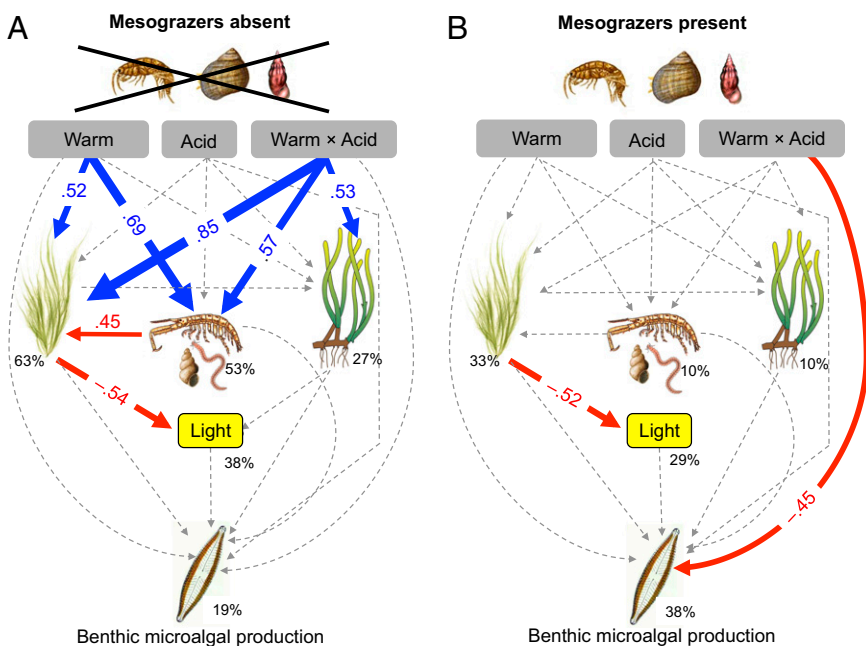 A
Mesograzers absent
Warm
Acid
Warm × Acid
.52
.69
.85
.57
.53
.45
63%
53%
27%
–.54
Light
38%
19%
Benthic microalgal production
B
Mesograzers present
Warm
Acid
Warm × Acid
33%
10%
10%
–.52
Light
29%
–.45
38%
Benthic microalgal production